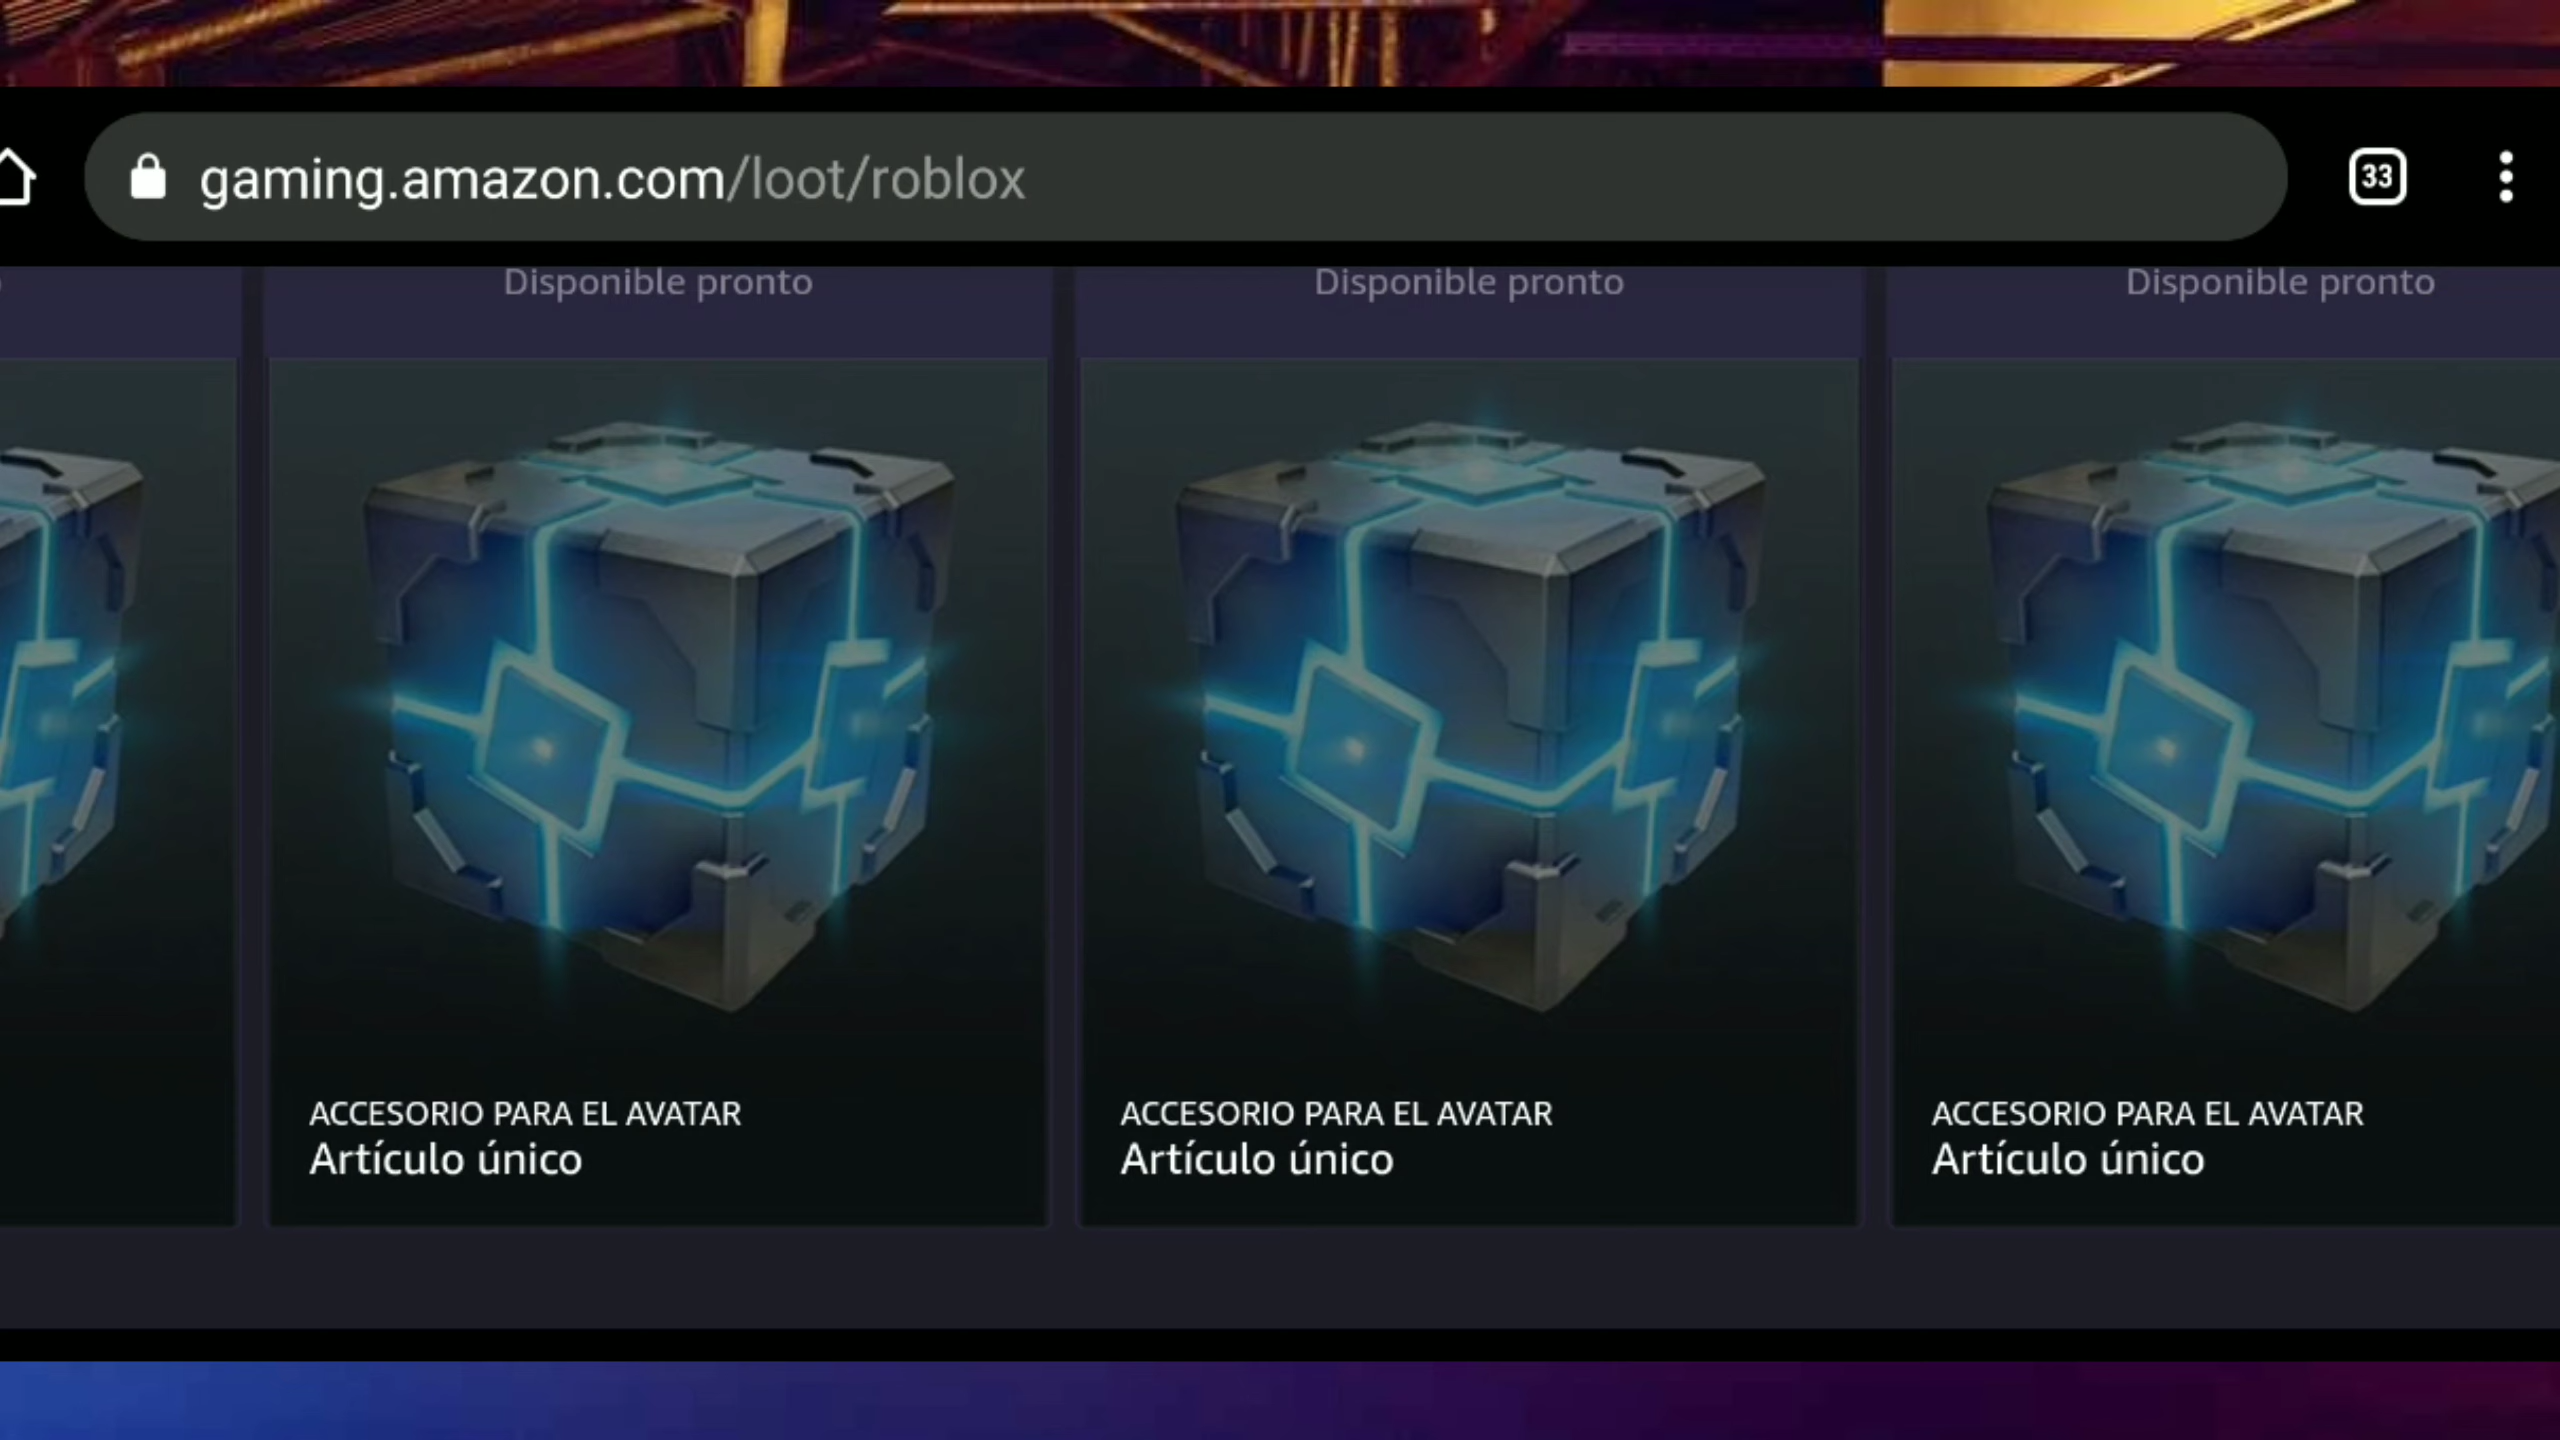 gaming.amazon.com/loot/roblox
33
Disponible pronto
Disponible pronto
Disponible pronto
ACCESORIO PARA EL AVATAR
Artículo único
ACCESORIO PARA EL AVATAR
Artículo único
ACCESORIO PARA EL AVATAR
Artículo único